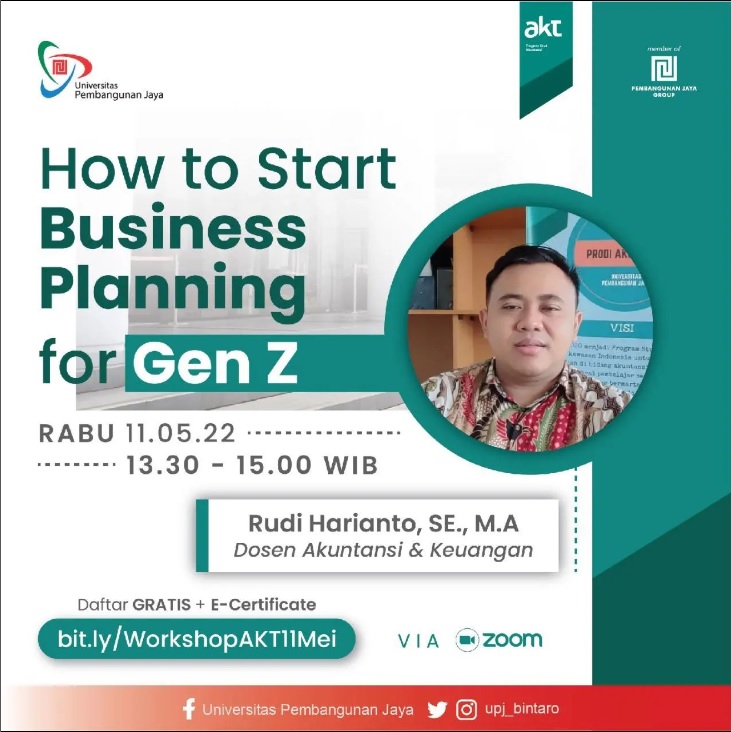 Universitas
Pembangunan Jaya
akt
member of
PEMBANGUNAN JAYA
GROUP
How to Start
Business
Planning
for Gen Z
PRODI
UNIVERSITAS
PEMBANGUNAN
VISI
RABU 11.05.22
13.30 - 15.00 WIB
Rudi Harianto, SE., M.A
Dosen Akuntansi & Keuangan
Daftar GRATIS + E-Certificate
bit.ly/WorkshopAKT11Mei
VIA zoom
Universitas Pembangunan Jaya upj_bintaro